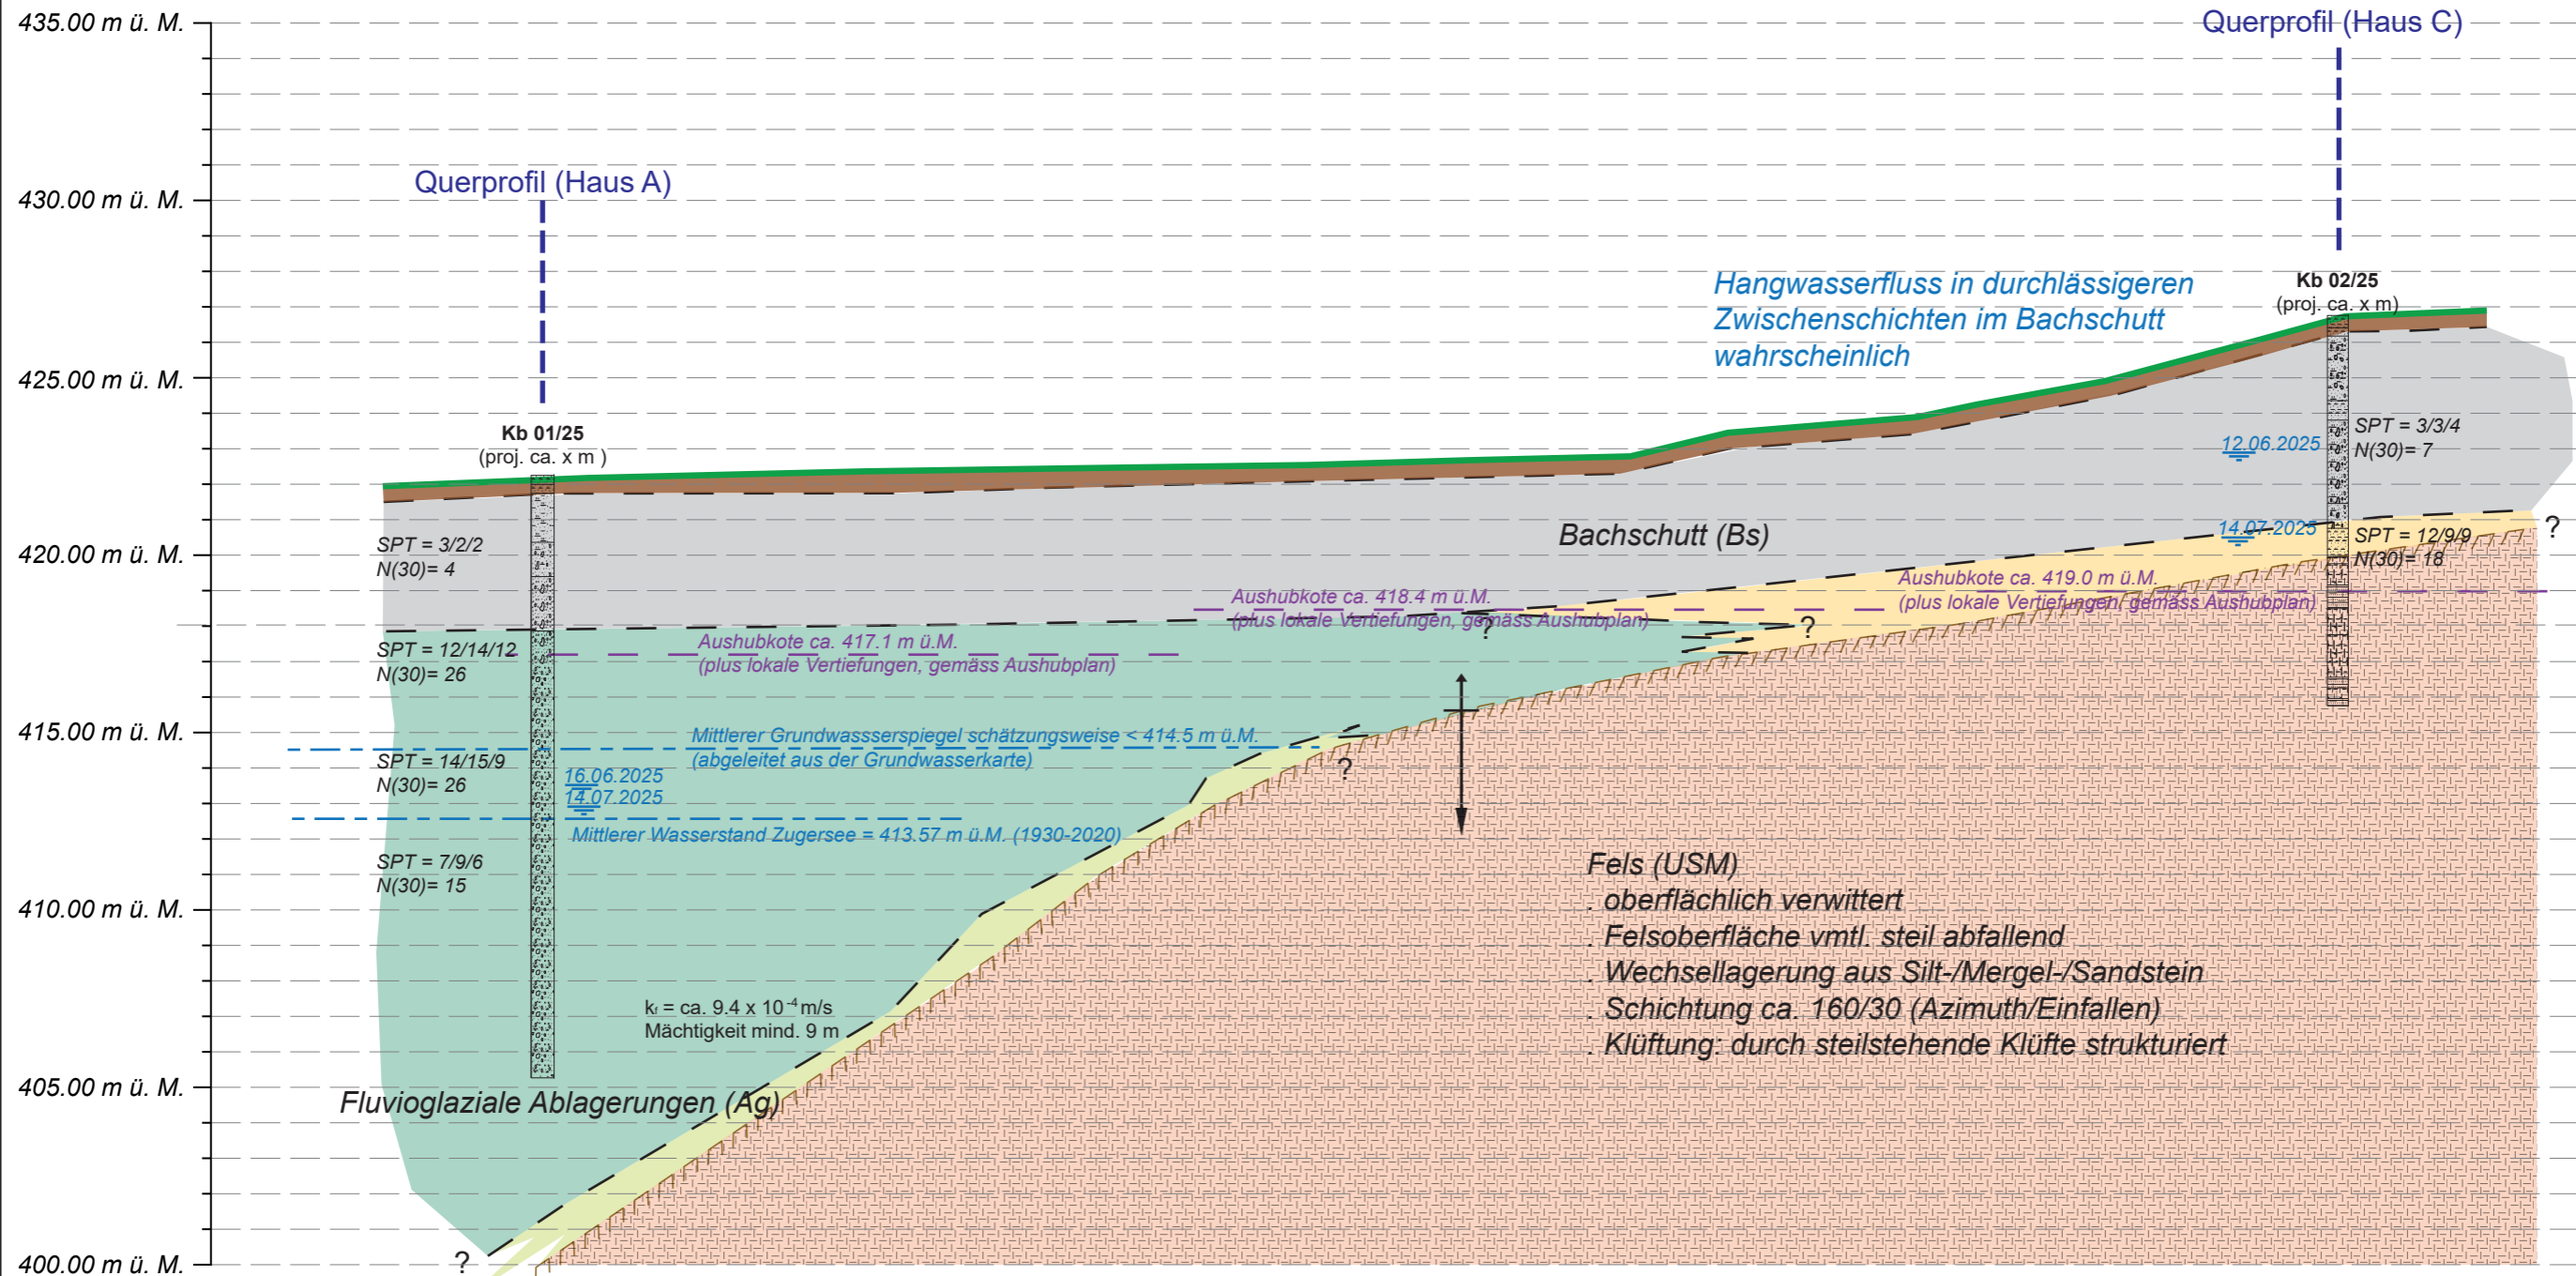 435.00 m ü. M.
Querprofil (Haus C)
Querprofil (Haus A)
430.00 m ü. M.
Hangwasserfluss in durchlässigeren
Zwischenschichten im Bachschutt
wahrscheinlich
Kb 02/25
(proj. ca. x m)
425.00 m ü. M.
Kb 01/25
(proj. ca. x m )
12.06.2025
SPT = 3/3/4
N(30)= 7
SPT = 3/2/2
N(30)= 4
420.00 m ü. M.
Bachschutt (Bs)
14.07.2025
SPT = 12/9/9
N(30)= 18
?
Aushubkote ca. 419.0 m ü.M.
(plus lokale Vertiefungen, gemäss Aushubplan)
Aushubkote ca. 418.4 m ü.M.
(plus lokale Vertiefungen, gemäss Aushubplan)
?
?
Aushubkote ca. 417.1 m ü.M.
(plus lokale Vertiefungen, gemäss Aushubplan)
SPT = 12/14/12
N(30)= 26
415.00 m ü. M.
Mittlerer Grundwassserspiegel schätzungsweise < 414.5 m ü.M.
(abgeleitet aus der Grundwasserkarte)
?
SPT = 14/15/9
N(30)= 26
16.06.2025
14.07.2025
Mittlerer Wasserstand Zugersee = 413.57 m ü.M. (1930-2020)
SPT = 7/9/6
N(30)= 15
410.00 m ü. M.
Fels (USM)
. oberflächlich verwittert
. Felsoberfläche vmtl. steil abfallend
. Wechsellagerung aus Silt-/Mergel-/Sandstein
. Schichtung ca. 160/30 (Azimuth/Einfallen)
. Klüftung: durch steilstehende Klüfte strukturiert
kf = ca. 9.4 x 10⁻⁴ m/s
Mächtigkeit mind. 9 m
405.00 m ü. M.
Fluvioglaziale Ablagerungen (Ag)
400.00 m ü. M.
?